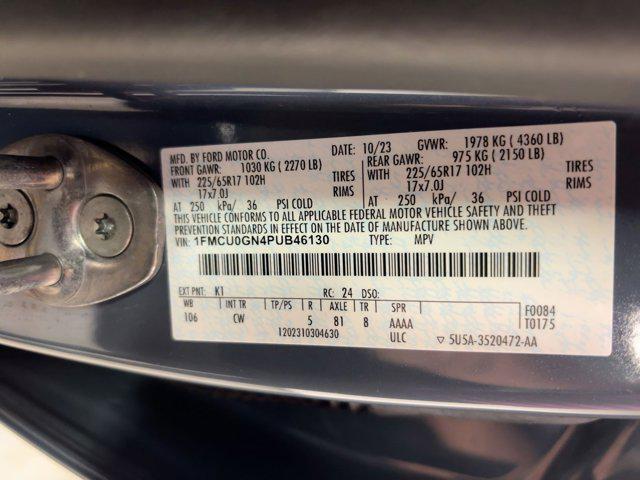 MFD. BY FORD MOTOR CO. DATE: 10/23 GVWR: 1978 KG ( 4360 LB)
FRONT GAWR: 1030 KG ( 2270 LB) REAR GAWR: 975 KG ( 2150 LB)
WITH 225/65R17 102H TIRES WITH 225/65R17 102H TIRES
17x7.0J RIMS 17x7.0J RIMS
AT 250 kPa/ 36 PSI COLD AT 250 kPa/ 36 PSI COLD
THIS VEHICLE CONFORMS TO ALL APPLICABLE FEDERAL MOTOR VEHICLE SAFETY AND THEFT
PREVENTION STANDARDS IN EFFECT ON THE DATE OF MANUFACTURE SHOWN ABOVE.
VIN: 1FMCU0GN4PUB46130 TYPE: MPV
EXT PNT: K1 RC: 24 DSO:
WB INT TR TP/PS R AXLE TR SPR F0084
106 CW 5 81 8 AAAA T0175
1202310304630 ULC ▽ 5U5A-3520472-AA